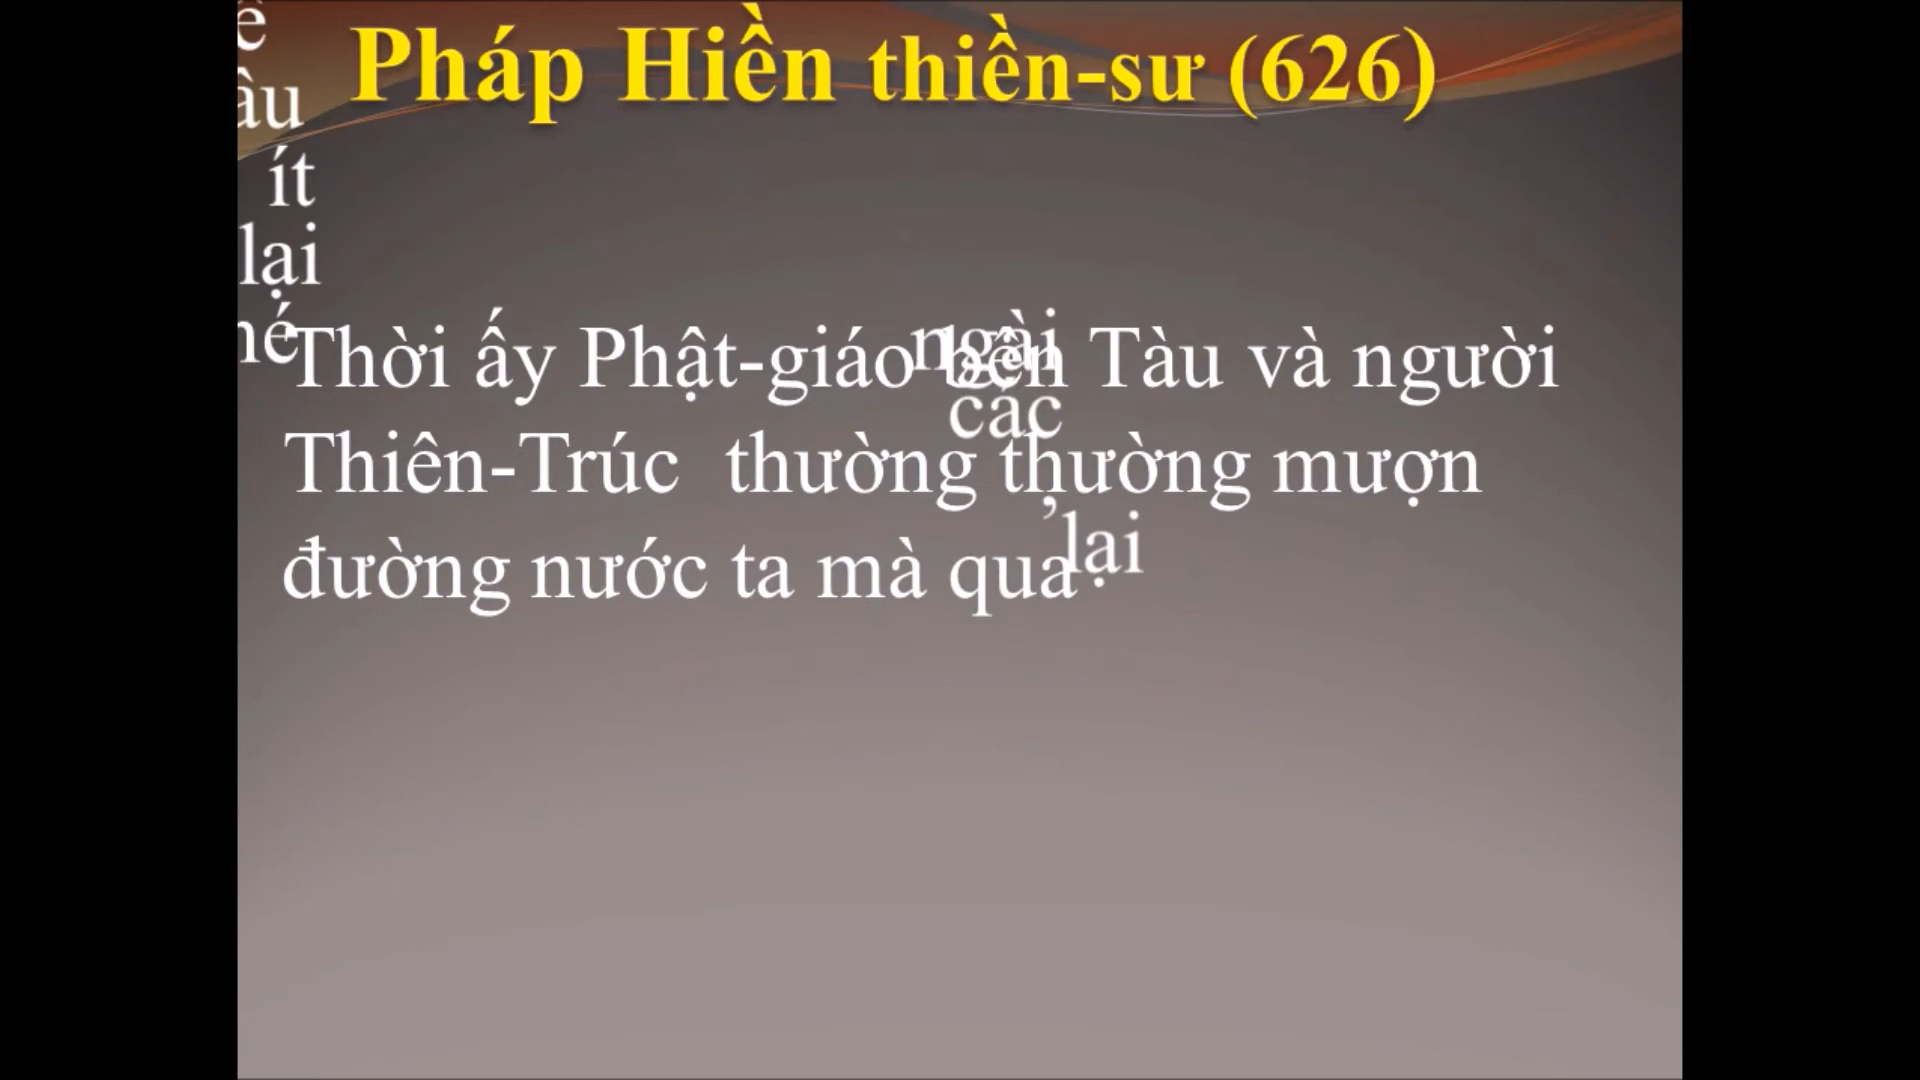 Pháp Hiền thiền-sư (626)
ít
lại
Thời ấy Phật-giáo bên Tàu và người
ngài
các
Thiên-Trúc thường thường mượn
đường nước ta mà qua
lại